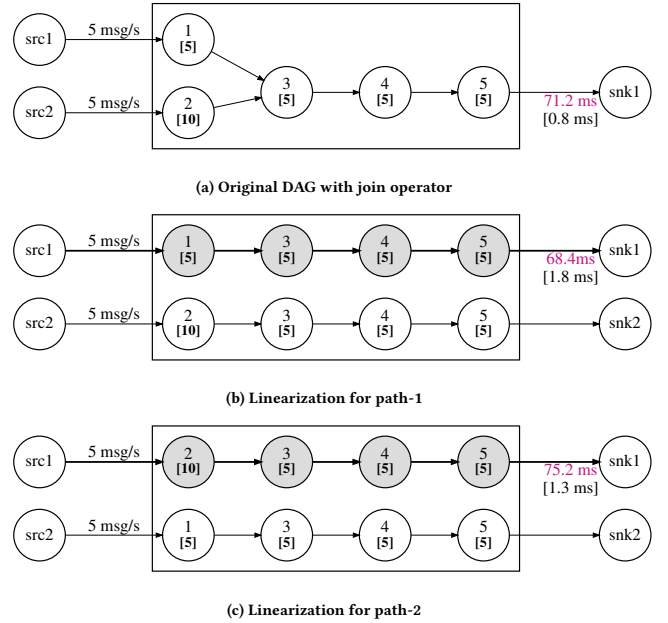 src1 5 msg/s 1 [5]
src2 5 msg/s 2 [10]
3 [5] 4 [5] 5 [5]
71.2 ms
[0.8 ms]
snk1
(a) Original DAG with join operator
src1 5 msg/s 1 [5] 3 [5] 4 [5] 5 [5] snk1
68.4ms
[1.8 ms]
src2 5 msg/s 2 [10] 3 [5] 4 [5] 5 [5] snk2
(b) Linearization for path-1
src1 5 msg/s 2 [10] 3 [5] 4 [5] 5 [5] snk1
75.2 ms
[1.3 ms]
src2 5 msg/s 1 [5] 3 [5] 4 [5] 5 [5] snk2
(c) Linearization for path-2